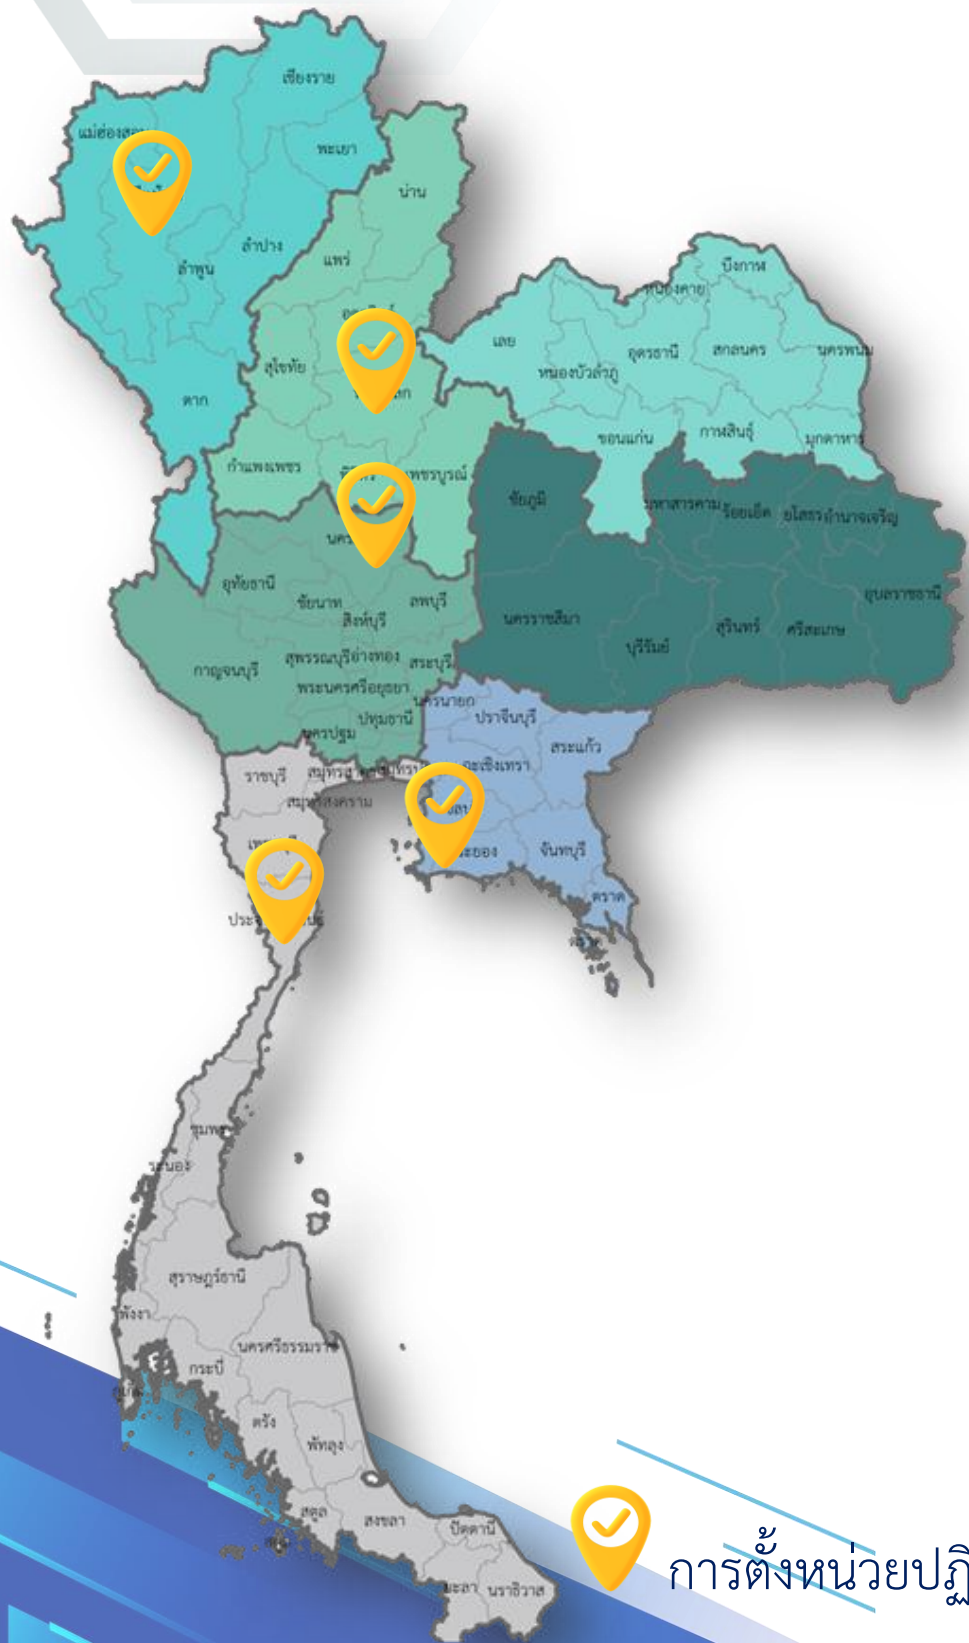 เชียงราย
พะเยา
น่าน
ลำปาง
แพร่
ลำพูน
บึงกาฬ
หนองคาย
เลย
อุดรธานี
สกลนคร
นครพนม
หนองบัวลำภู
สุโขทัย
ตาก
ขอนแก่น
กาฬสินธุ์
มุกดาหาร
กำแพงเพชร
เพชรบูรณ์
ชัยภูมิ
มหาสารคาม
ร้อยเอ็ด
ยโสธร
อำนาจเจริญ
อุทัยธานี
ชัยนาท
ลพบุรี
สิงห์บุรี
อุบลราชธานี
นครราชสีมา
บุรีรัมย์
สุรินทร์
ศรีสะเกษ
กาญจนบุรี
สุพรรณบุรี
อ่างทอง
สระบุรี
พระนครศรีอยุธยา
นครนายก
ปทุมธานี
ปราจีนบุรี
นครปฐม
สระแก้ว
ราชบุรี
สมุทรสงคราม
จันทบุรี
ตราด
ตราด
ชุมพร
ระนอง
สุราษฎร์ธานี
พังงา
นครศรีธรรมราช
กระบี่
ตรัง
พัทลุง
สตูล
สงขลา
ปัตตานี
ยะลา
นราธิวาส
การตั้งหน่วยปฏิ